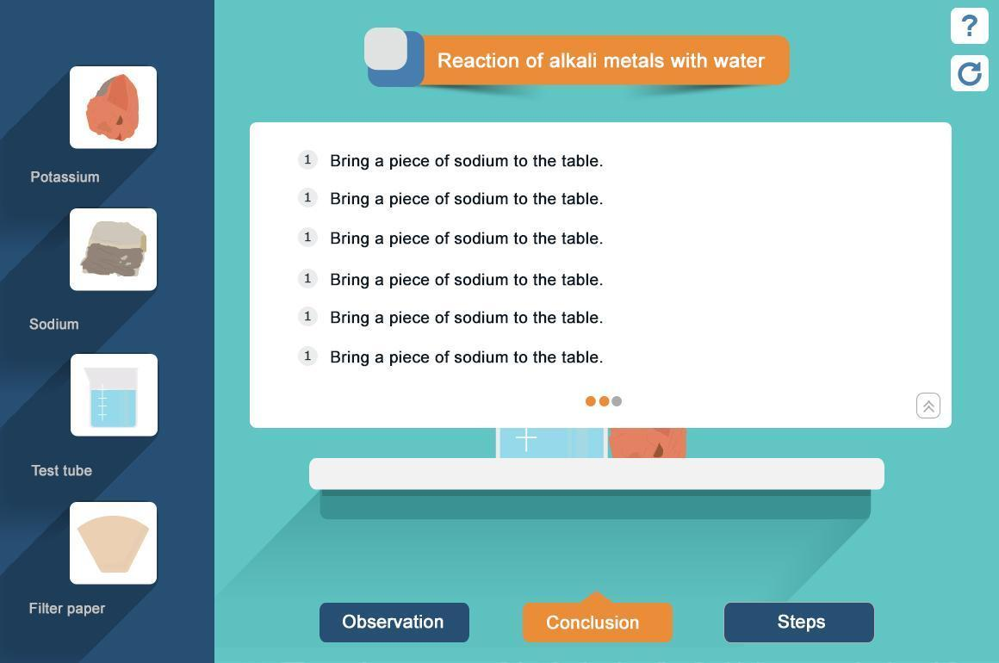 Reaction of alkali metals with water
?
1 Bring a piece of sodium to the table.
1 Bring a piece of sodium to the table.
1 Bring a piece of sodium to the table.
1 Bring a piece of sodium to the table.
1 Bring a piece of sodium to the table.
1 Bring a piece of sodium to the table.
Potassium
Sodium
Test tube
Filter paper
Observation
Conclusion
Steps